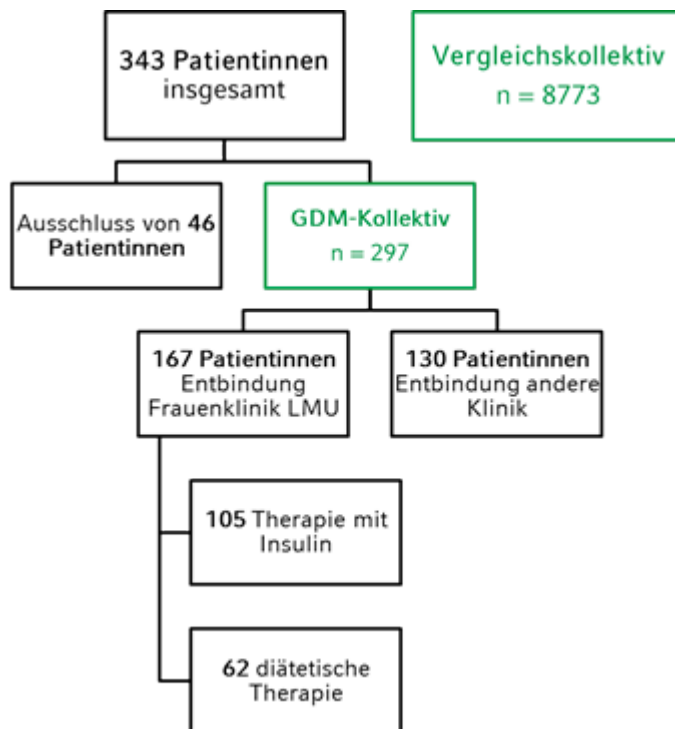 343 Patientinnen
insgesamt
Vergleichskollektiv
n = 8773
Ausschluss von 46
Patientinnen
GDM-Kollektiv
n = 297
167 Patientinnen
Entbindung
Frauenklinik LMU
130 Patientinnen
Entbindung andere
Klinik
105 Therapie mit
Insulin
62 diätetische
Therapie